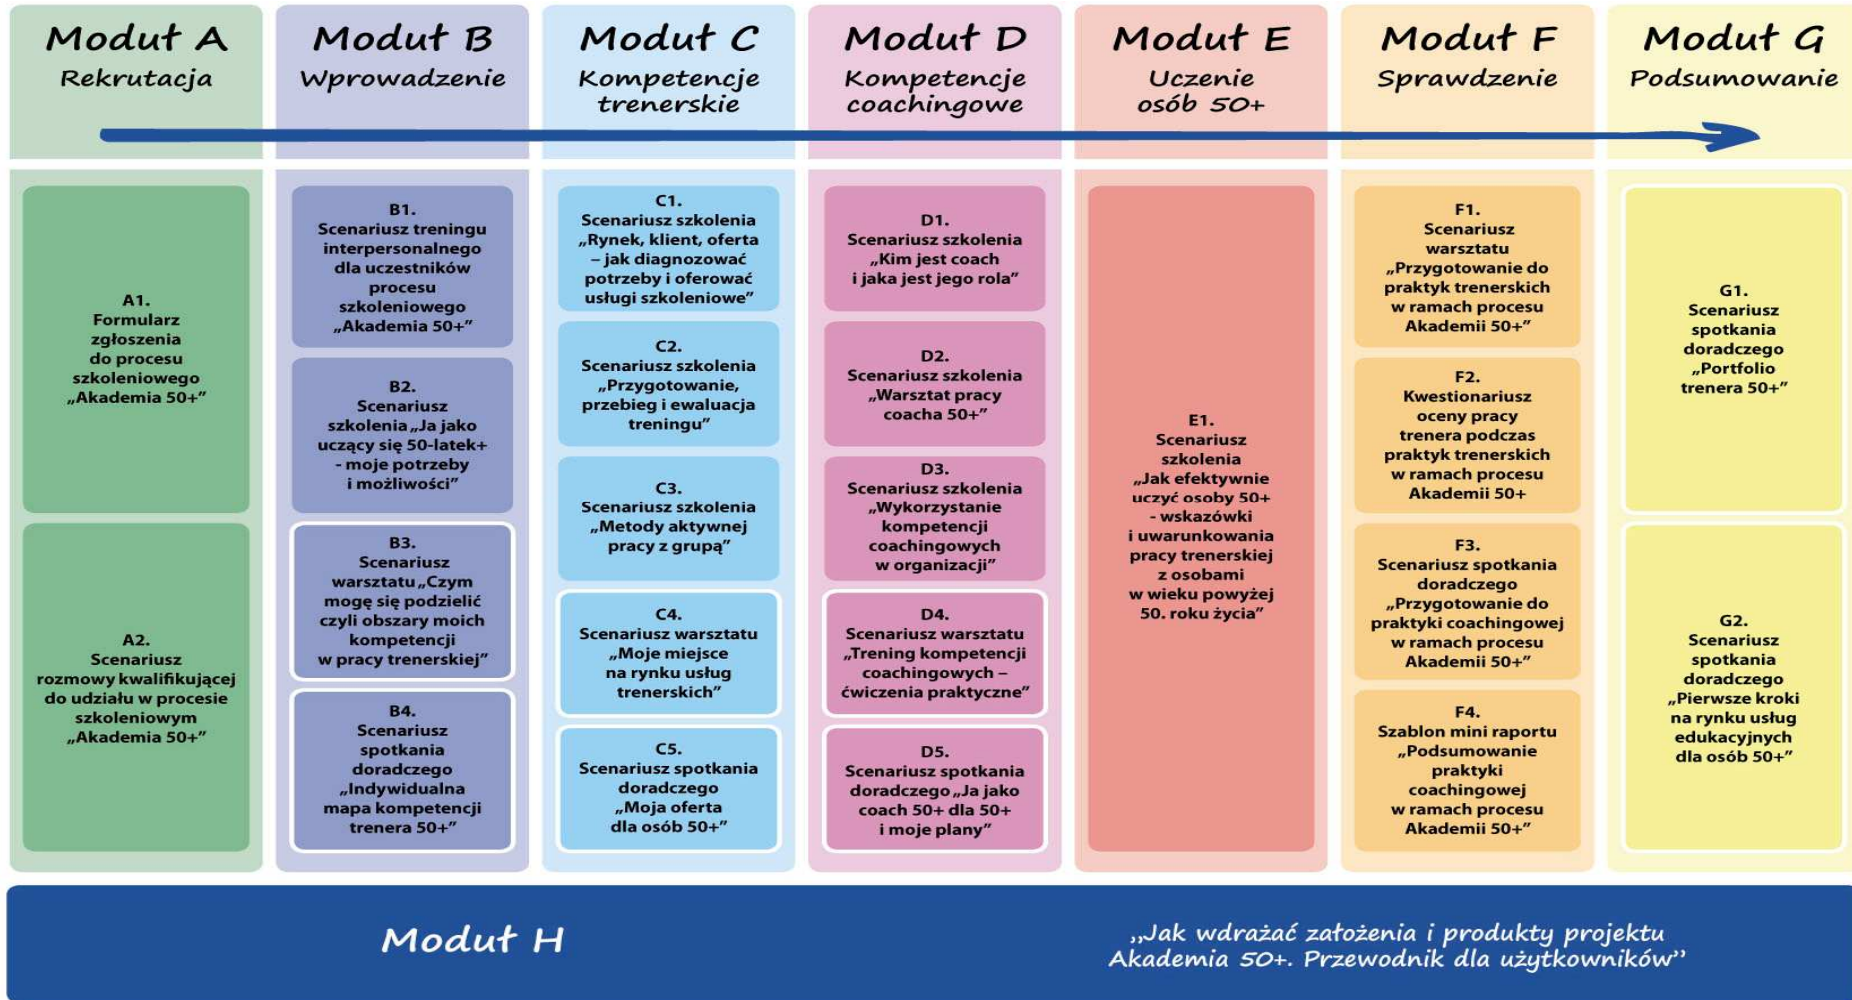 Moduł A
Rekrutacja
Moduł B
Wprowadzenie
Moduł C
Kompetencje
trenerskie
Moduł D
Kompetencje
coachingowe
Moduł E
Uczenie
osób 50+
Moduł F
Sprawdzenie
Moduł G
Podsumowanie
A1.
Formularz
zgłoszenia
do procesu
szkoleniowego
„Akademia 50+”
A2.
Scenariusz
rozmowy kwalifikującej
do udziału w procesie
szkoleniowym
„Akademia 50+”
B1.
Scenariusz treningu
interpersonalnego
dla uczestników
procesu
szkoleniowego
„Akademia 50+”
B2.
Scenariusz
szkolenia „Ja jako
uczący się 50-latek+
- moje potrzeby
i możliwości”
B3.
Scenariusz
warsztatu „Czym
mogę się podzielić
czyli obszary moich
kompetencji
w pracy trenerskiej”
B4.
Scenariusz
spotkania
doradczego
„Indywidualna
mapa kompetencji
trenera 50+”
C1.
Scenariusz szkolenia
„Rynek, klient, oferta
– jak diagnozować
potrzeby i oferować
usługi szkoleniowe”
C2.
Scenariusz szkolenia
„Przygotowanie,
przebieg i ewaluacja
treningu”
C3.
Scenariusz szkolenia
„Metody aktywnej
pracy z grupą”
C4.
Scenariusz warsztatu
„Moje miejsce
na rynku usług
trenerskich”
C5.
Scenariusz spotkania
doradczego
„Moja oferta
dla osób 50+”
D1.
Scenariusz szkolenia
„Kim jest coach
i jaka jest jego rola”
D2.
Scenariusz szkolenia
„Warsztat pracy
coacha 50+”
D3.
Scenariusz szkolenia
„Wykorzystanie
kompetencji
coachingowych
w organizacji”
D4.
Scenariusz warsztatu
„Trening kompetencji
coachingowych –
ćwiczenia praktyczne”
D5.
Scenariusz spotkania
doradczego „Ja jako
coach 50+ dla 50+
i moje plany”
E1.
Scenariusz
szkolenia
„Jak efektywnie
uczyć osoby 50+
- wskazówki
i uwarunkowania
pracy trenerskiej
z osobami
w wieku powyżej
50. roku życia”
F1.
Scenariusz
warsztatu
„Przygotowanie do
praktyk trenerskich
w ramach procesu
Akademii 50+”
F2.
Kwestionariusz
oceny pracy
trenera podczas
praktyk trenerskich
w ramach procesu
Akademii 50+
F3.
Scenariusz spotkania
doradczego
„Przygotowanie do
praktyki coachingowej
w ramach procesu
Akademii 50+”
F4.
Szablon mini raportu
„Podsumowanie
praktyki
coachingowej
w ramach procesu
Akademii 50+”
G1.
Scenariusz
spotkania
doradczego
„Portfolio
trenera 50+”
G2.
Scenariusz
spotkania
doradczego
„Pierwsze kroki
na rynku usług
edukacyjnych
dla osób 50+”
Moduł H
„Jak wdrażać założenia i produkty projektu
Akademia 50+. Przewodnik dla użytkowników”